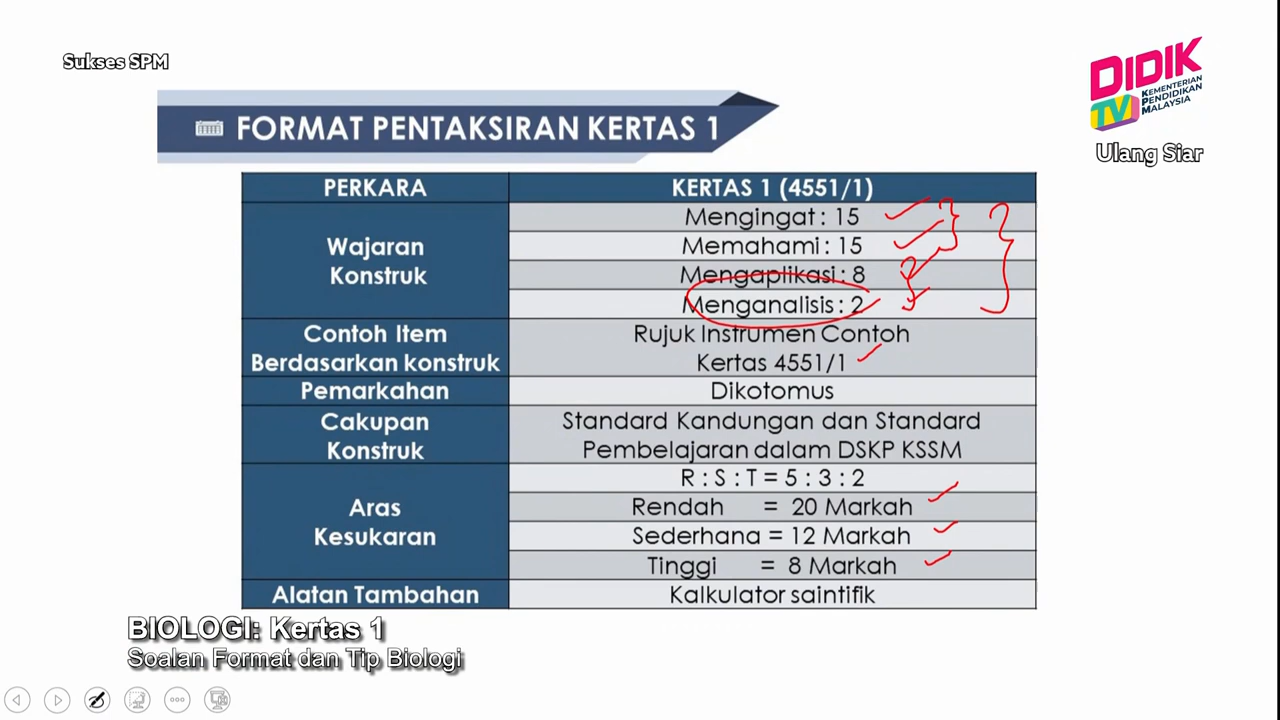 Sukses SPM
DIDIK
TV
KEMENTERIAN
PENDIDIKAN
MALAYSIA
Ulang Siar
FORMAT PENTAKSIRAN KERTAS 1
PERKARA
KERTAS 1 (4551/1)
Wajaran
Konstruk
Mengingat : 15
Memahami : 15
Mengaplikasi : 8
Menganalisis : 2
Contoh Item
Berdasarkan konstruk
Rujuk Instrumen Contoh
Kertas 4551/1
Pemarkahan
Dikotomus
Cakupan
Konstruk
Standard Kandungan dan Standard
Pembelajaran dalam DSKP KSSM
Aras
Kesukaran
R : S : T = 5 : 3 : 2
Rendah = 20 Markah
Sederhana = 12 Markah
Tinggi = 8 Markah
Alatan Tambahan
Kalkulator saintifik
BIOLOGI: Kertas 1
Soalan Format dan Tip Biologi